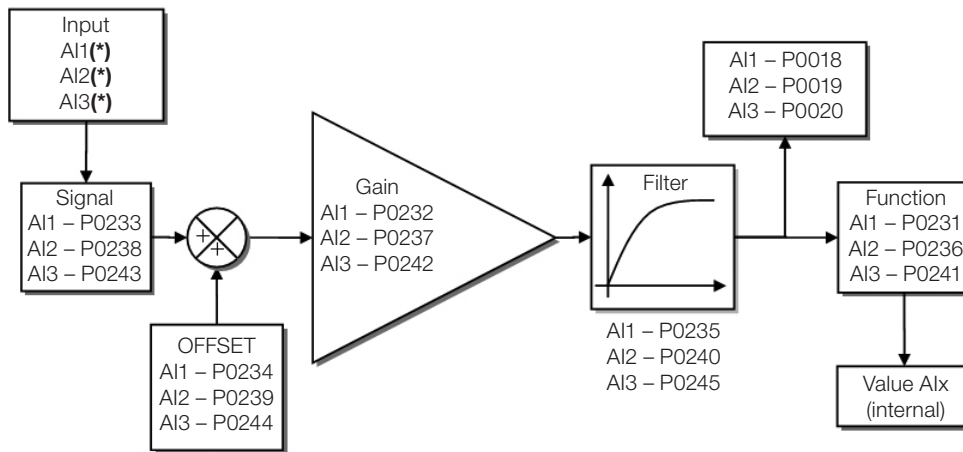 Input
AI1(*)
AI2(*)
AI3(*)
Signal
AI1 – P0233
AI2 – P0238
AI3 – P0243
+
+
OFFSET
AI1 – P0234
AI2 – P0239
AI3 – P0244
Gain
AI1 – P0232
AI2 – P0237
AI3 – P0242
Filter
AI1 – P0235
AI2 – P0240
AI3 – P0245
AI1 – P0018
AI2 – P0019
AI3 – P0020
Function
AI1 – P0231
AI2 – P0236
AI3 – P0241
Value AIx
(internal)